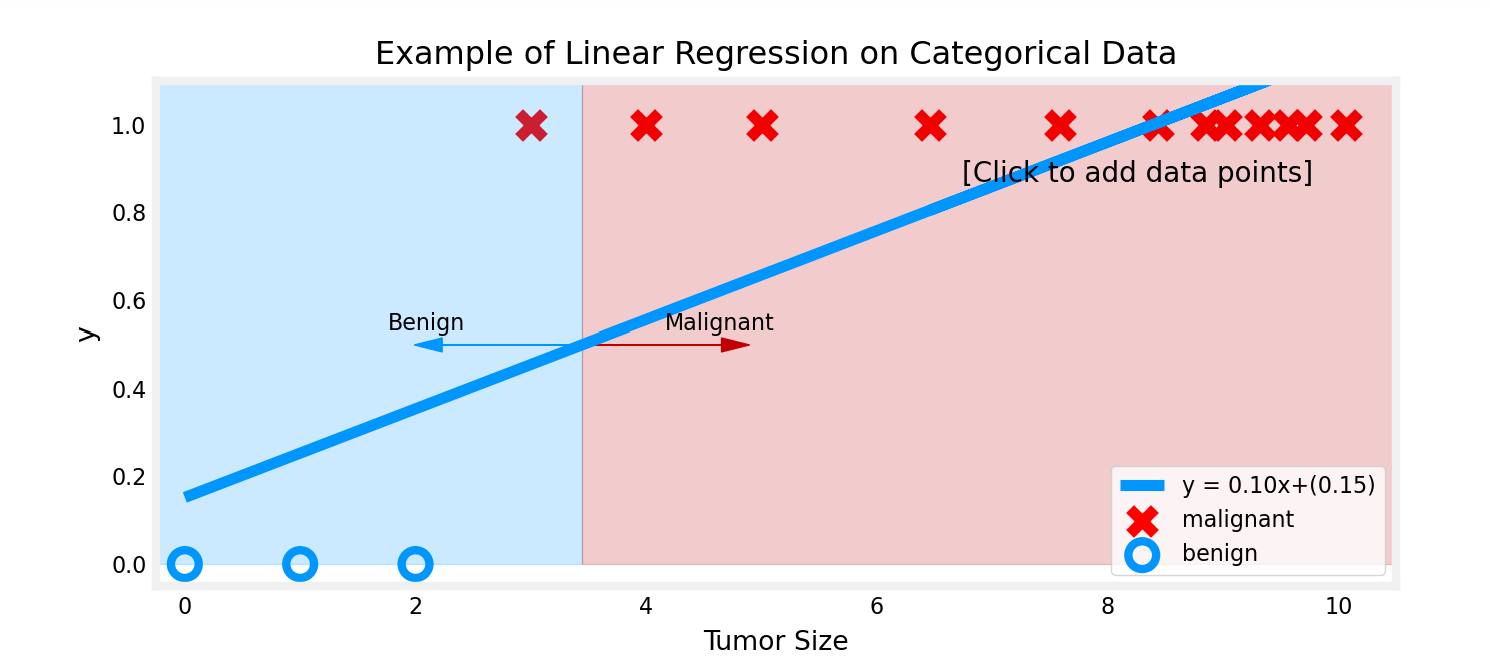 Example of Linear Regression on Categorical Data
1.0
[Click to add data points]
0.8
0.6
Benign
Malignant
y
0.4
0.2
y = 0.10x+(0.15)
malignant
benign
0.0
0 2 4 6 8 10
Tumor Size